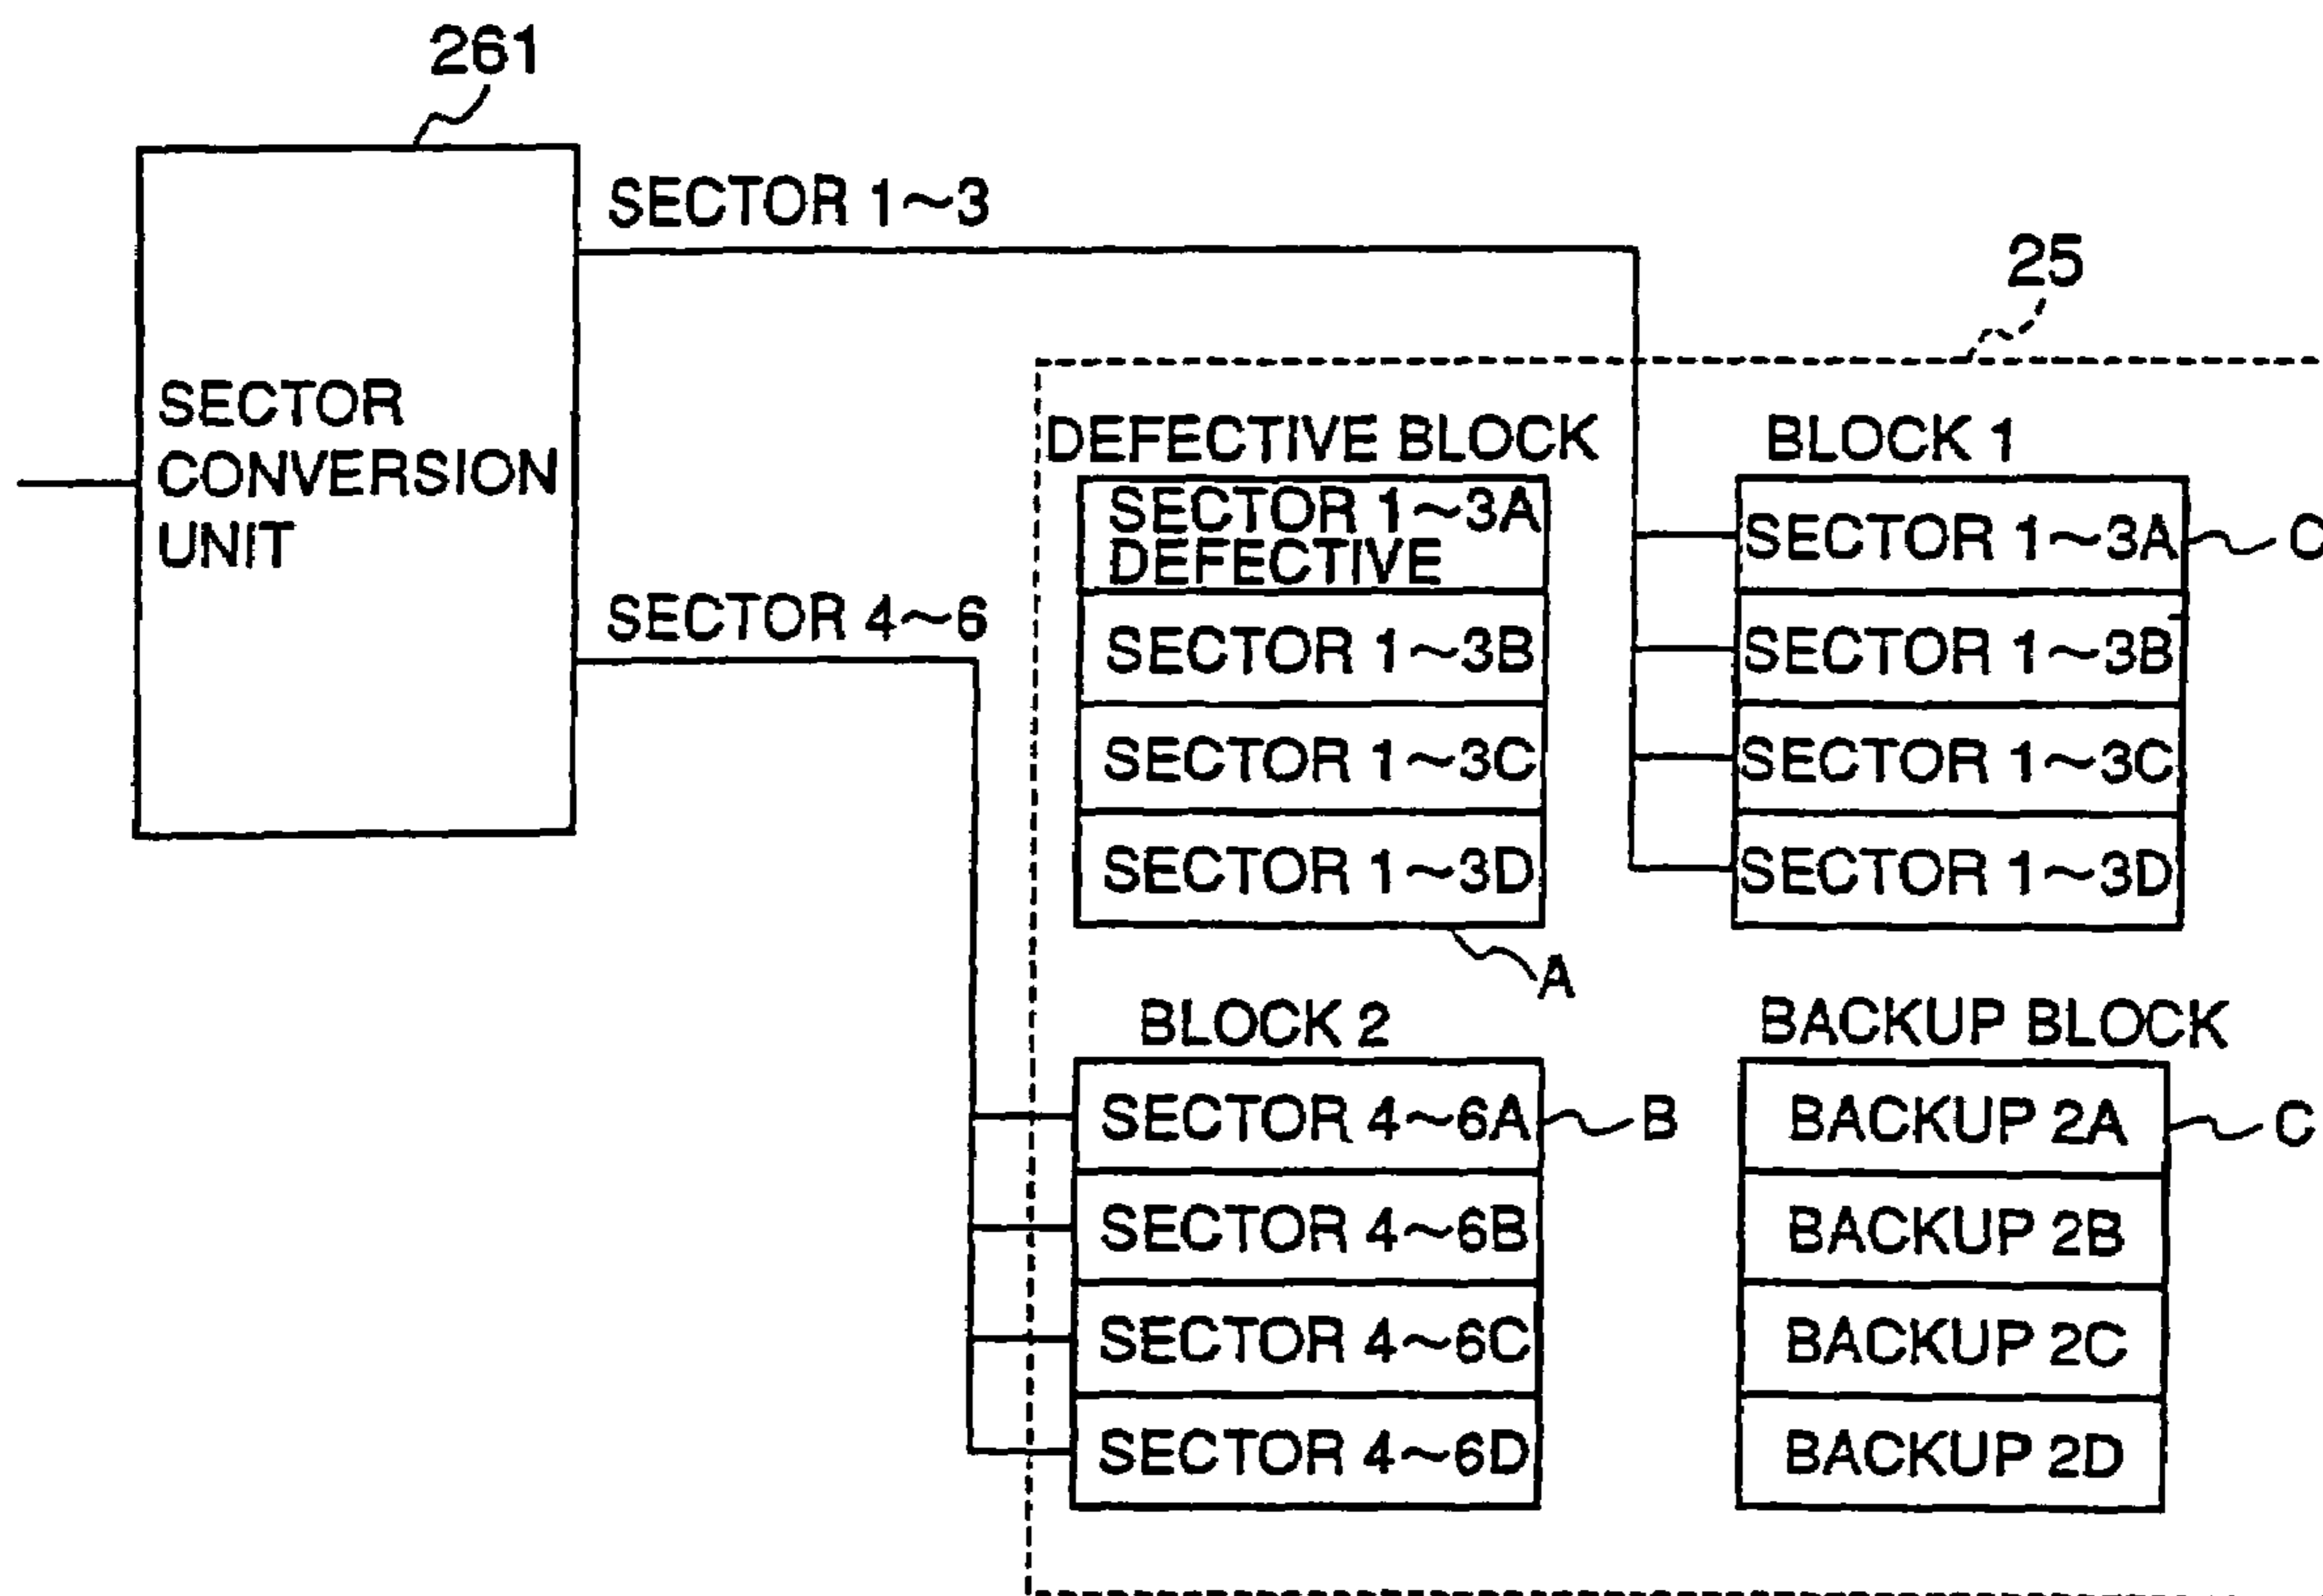 261
SECTOR 1~3
25
SECTOR
CONVERSION
UNIT
SECTOR 4~6
DEFECTIVE BLOCK
SECTOR 1~3A
DEFECTIVE
SECTOR 1~3B
SECTOR 1~3C
SECTOR 1~3D
A
BLOCK 1
SECTOR 1~3A
SECTOR 1~3B
SECTOR 1~3C
SECTOR 1~3D
BLOCK 2
SECTOR 4~6A
B
SECTOR 4~6B
SECTOR 4~6C
SECTOR 4~6D
BACKUP BLOCK
BACKUP 2A
C
BACKUP 2B
BACKUP 2C
BACKUP 2D